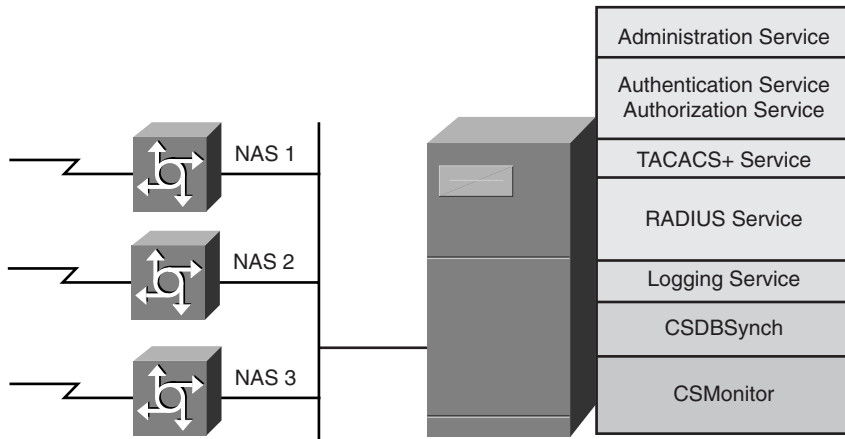 NAS 1
NAS 2
NAS 3
Administration Service
Authentication Service
Authorization Service
TACACS+ Service
RADIUS Service
Logging Service
CSDBSynch
CSMonitor